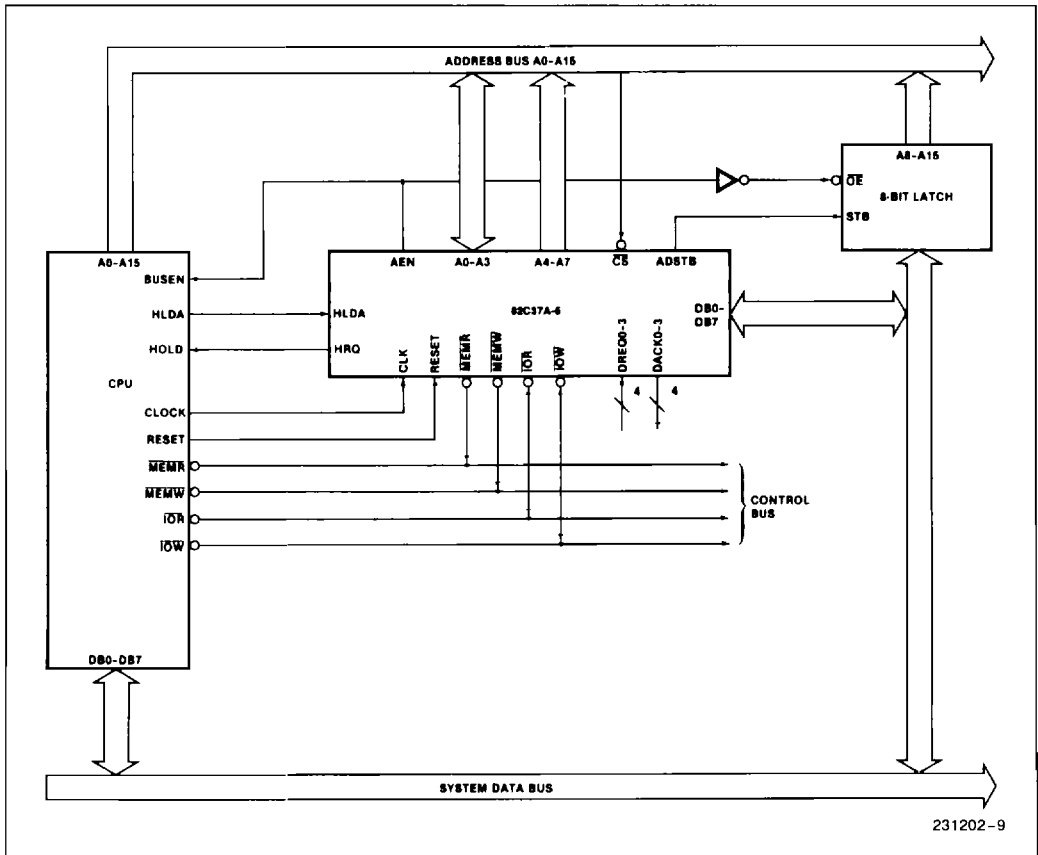 ADDRESS BUS A0-A15
A8-A15
OE
8-BIT LATCH
STB
A0-A15
BUSEN
HLDA
HOLD
CPU
CLOCK
RESET
MEMR
MEMW
IOR
IOW
DB0-DB7
AEN
A0-A3
A4-A7
CS
ADSTB
HLDA
82C37A-5
DB0-
DB7
HRQ
CLK
RESET
MEMR
MEMW
IOR
IOW
DREQ0-3
DACK0-3
4
4
CONTROL
BUS
SYSTEM DATA BUS
231202-9